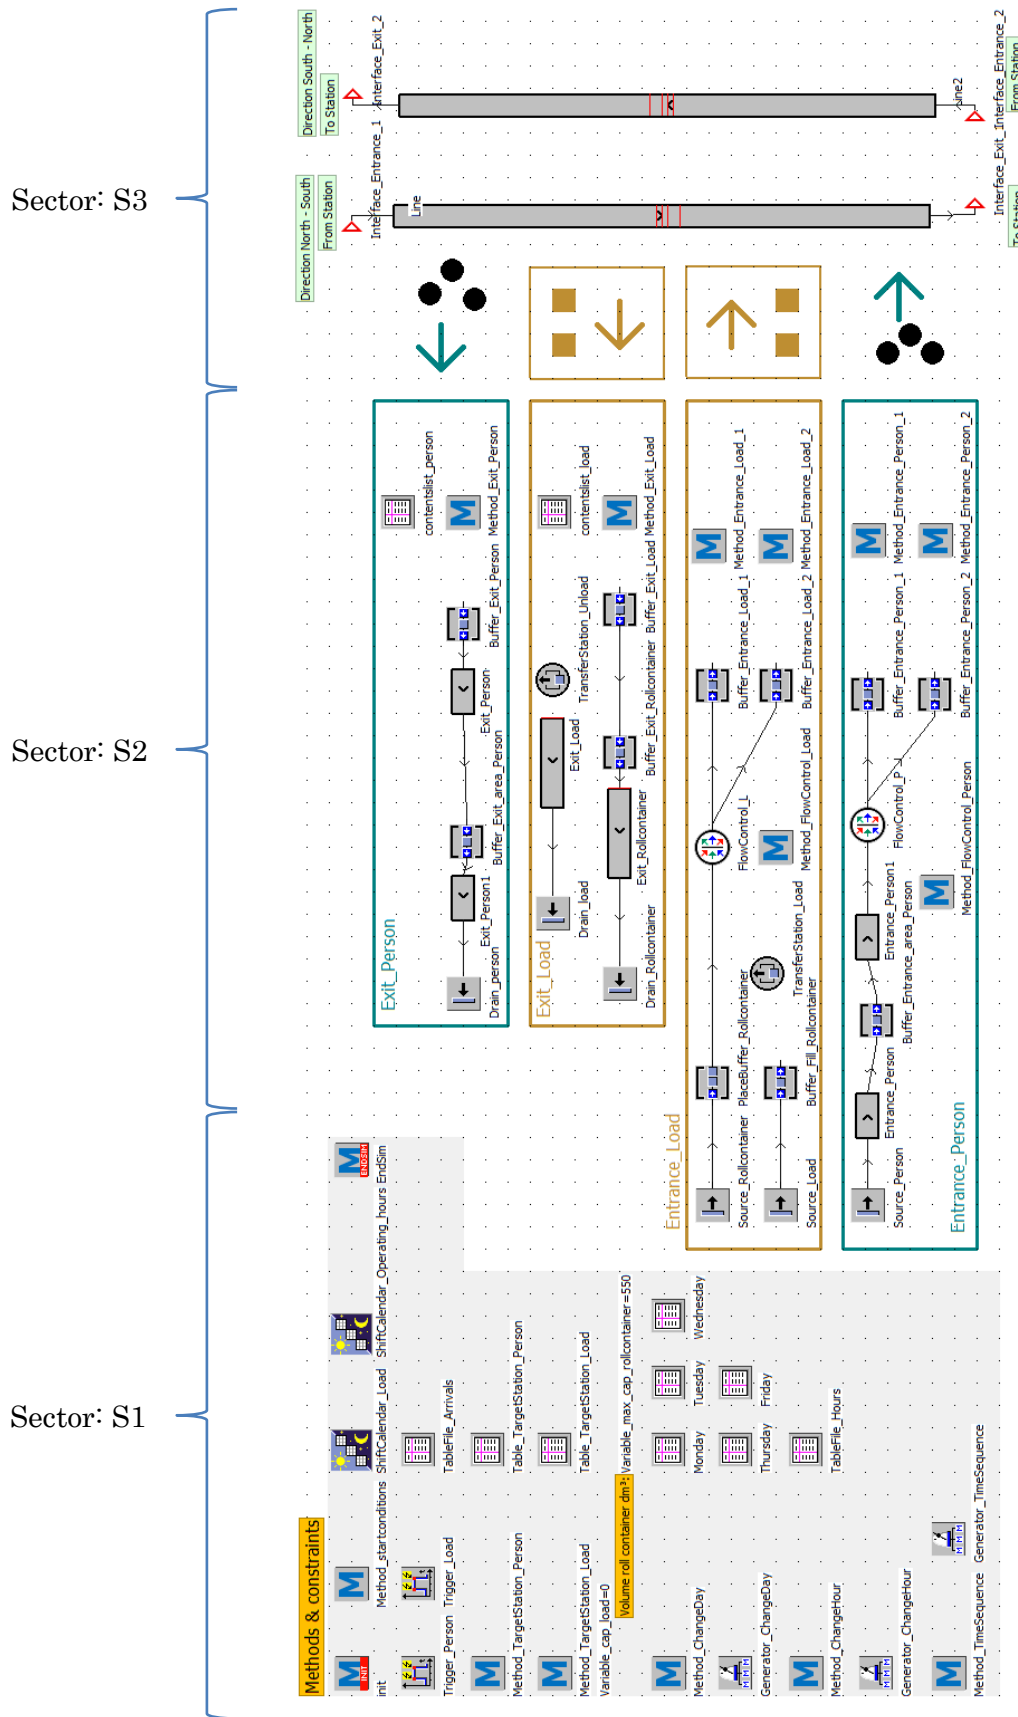 Sector: S3
Sector: S2
Sector: S1
Direction South - North
To Station
Interface_Exit_2
Line2
Interface_Entrance_2
From Station
Direction North - South
From Station
Interface_Entrance_1
Line
Interface_Exit_1
To Station
Exit_Person
contentslist_person
Method_Exit_Person
Drain_person
Exit_Person1
Buffer_Exit_area_Person
Exit_Person
Buffer_Exit_Person
Exit_Load
contentslist_load
Drain_load
Exit_Load
TransferStation_Unload
Drain_Rollcontainer
Exit_Rollcontainer
Buffer_Exit_Rollcontainer
Buffer_Exit_Load
Method_Exit_Load
Entrance_Load
Source_Rollcontainer
PlaceBuffer_Rollcontainer
FlowControl_L
Buffer_Entrance_Load_1
Method_Entrance_Load_1
Source_Load
Buffer_Fill_Rollcontainer
TransferStation_Load
Method_FlowControl_Load
Buffer_Entrance_Load_2
Method_Entrance_Load_2
Source_Person
Entrance_Person
Buffer_Entrance_area_Person
Entrance_Person1
FlowControl_P
Buffer_Entrance_Person_1
Method_Entrance_Person_1
Entrance_Person
Method_FlowControl_Person
Buffer_Entrance_Person_2
Method_Entrance_Person_2
Methods & constraints
M
INIT
M
M
ENDSIM
init
Method_startconditions
ShiftCalendar_Load
ShiftCalendar_Operating_hours
EndSim
Trigger_Person
Trigger_Load
TableFile_Arrivals
Method_TargetStation_Person
Table_TargetStation_Person
Method_TargetStation_Load
Table_TargetStation_Load
Variable_cap_load=0
Volume roll container dm³:
Variable_max_cap_rollcontainer=550
Method_ChangeDay
Monday
Tuesday
Wednesday
Generator_ChangeDay
Thursday
Friday
Method_ChangeHour
TableFile_Hours
Generator_ChangeHour
Method_TimeSequence
Generator_TimeSequence